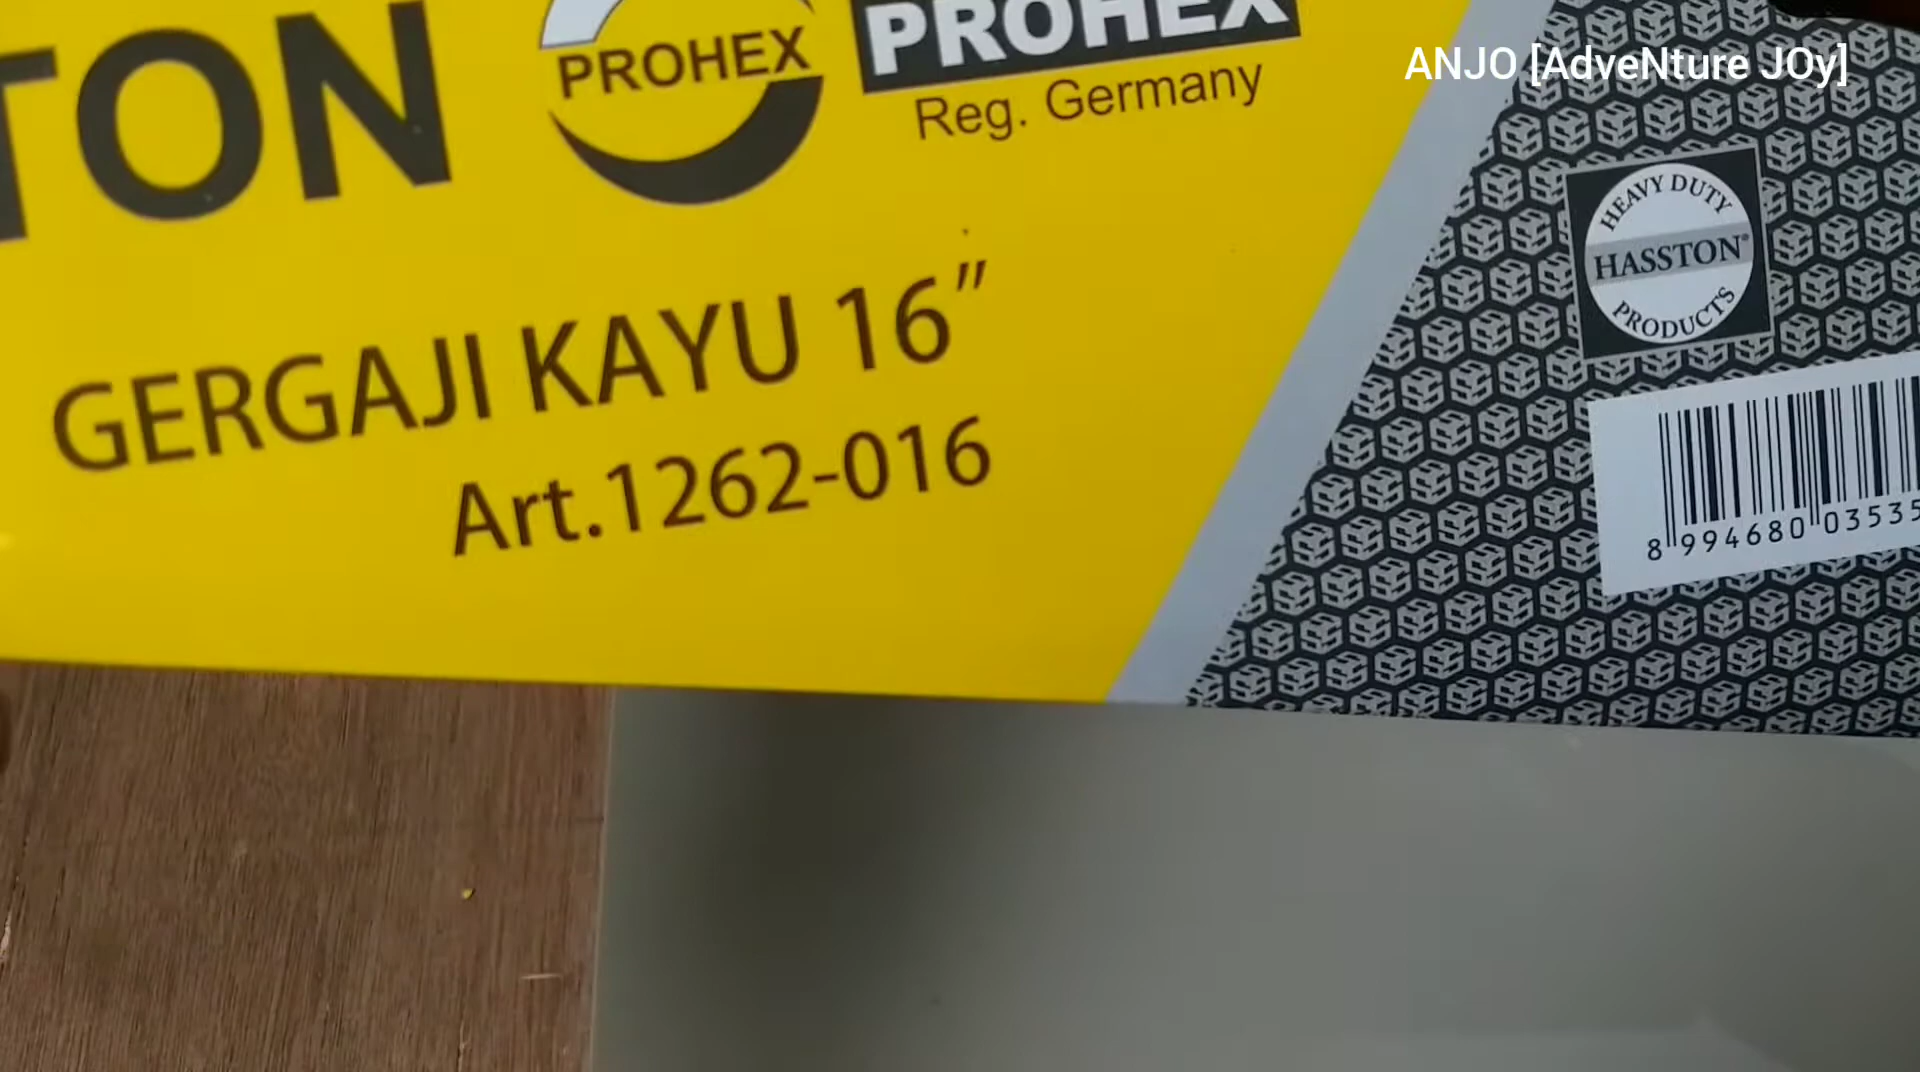 TON
PROHEX
PROHEX
Reg. Germany
ANJO [AdveNture JOy]
GERGAJI KAYU 16”
Art.1262-016
HEAVY DUTY
HASSTON®
PRODUCTS
8 994680 03535